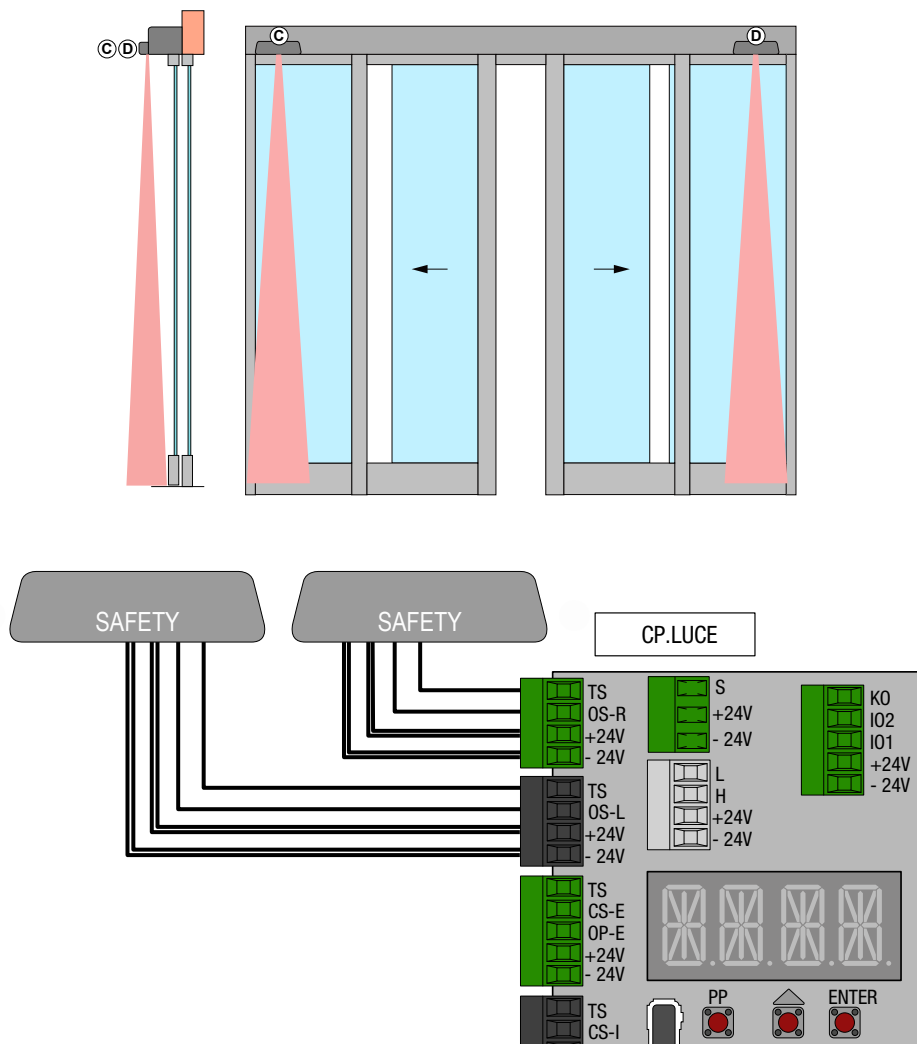 C D
C
D
SAFETY
SAFETY
CP.LUCE
TS
OS-R
+24V
- 24V
S
+24V
- 24V
KO
IO2
IO1
+24V
- 24V
L
H
+24V
- 24V
TS
OS-L
+24V
- 24V
TS
CS-E
OP-E
+24V
- 24V
TS
CS-I
PP
ENTER